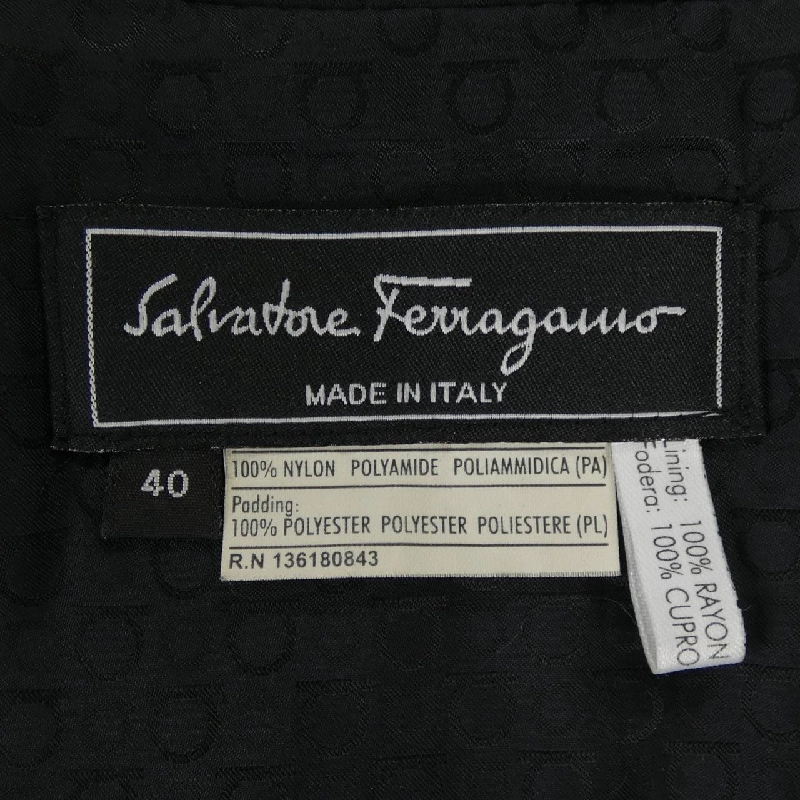 Salvatore Ferragamo
MADE IN ITALY
40
100% NYLON POLYAMIDE POLIAMMIDICA (PA)
Padding:
100% POLYESTER POLYESTER POLIESTERE (PL)
R.N 136180843
Lining: 100% RAYON
Fodera: 100% CUPRO